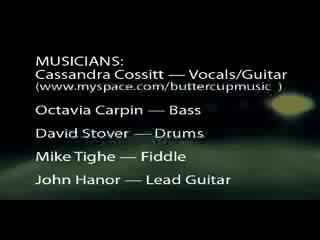 MUSICIANS:
Cassandra Cossitt — Vocals/Guitar
(www.myspace.com/buttercupmusic )
Octavia Carpin — Bass
David Stover — Drums
Mike Tighe — Fiddle
John Hanor — Lead Guitar